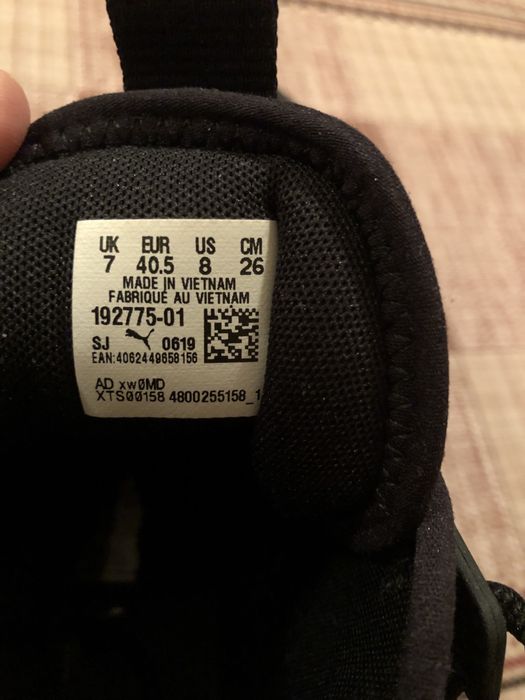 UK EUR US CM
7 40.5 8 26
MADE IN VIETNAM
FABRIQUÉ AU VIETNAM
192775-01
SJ 0619
EAN:4062449658156
AD xwØMD
XTS00158 4800255158_1